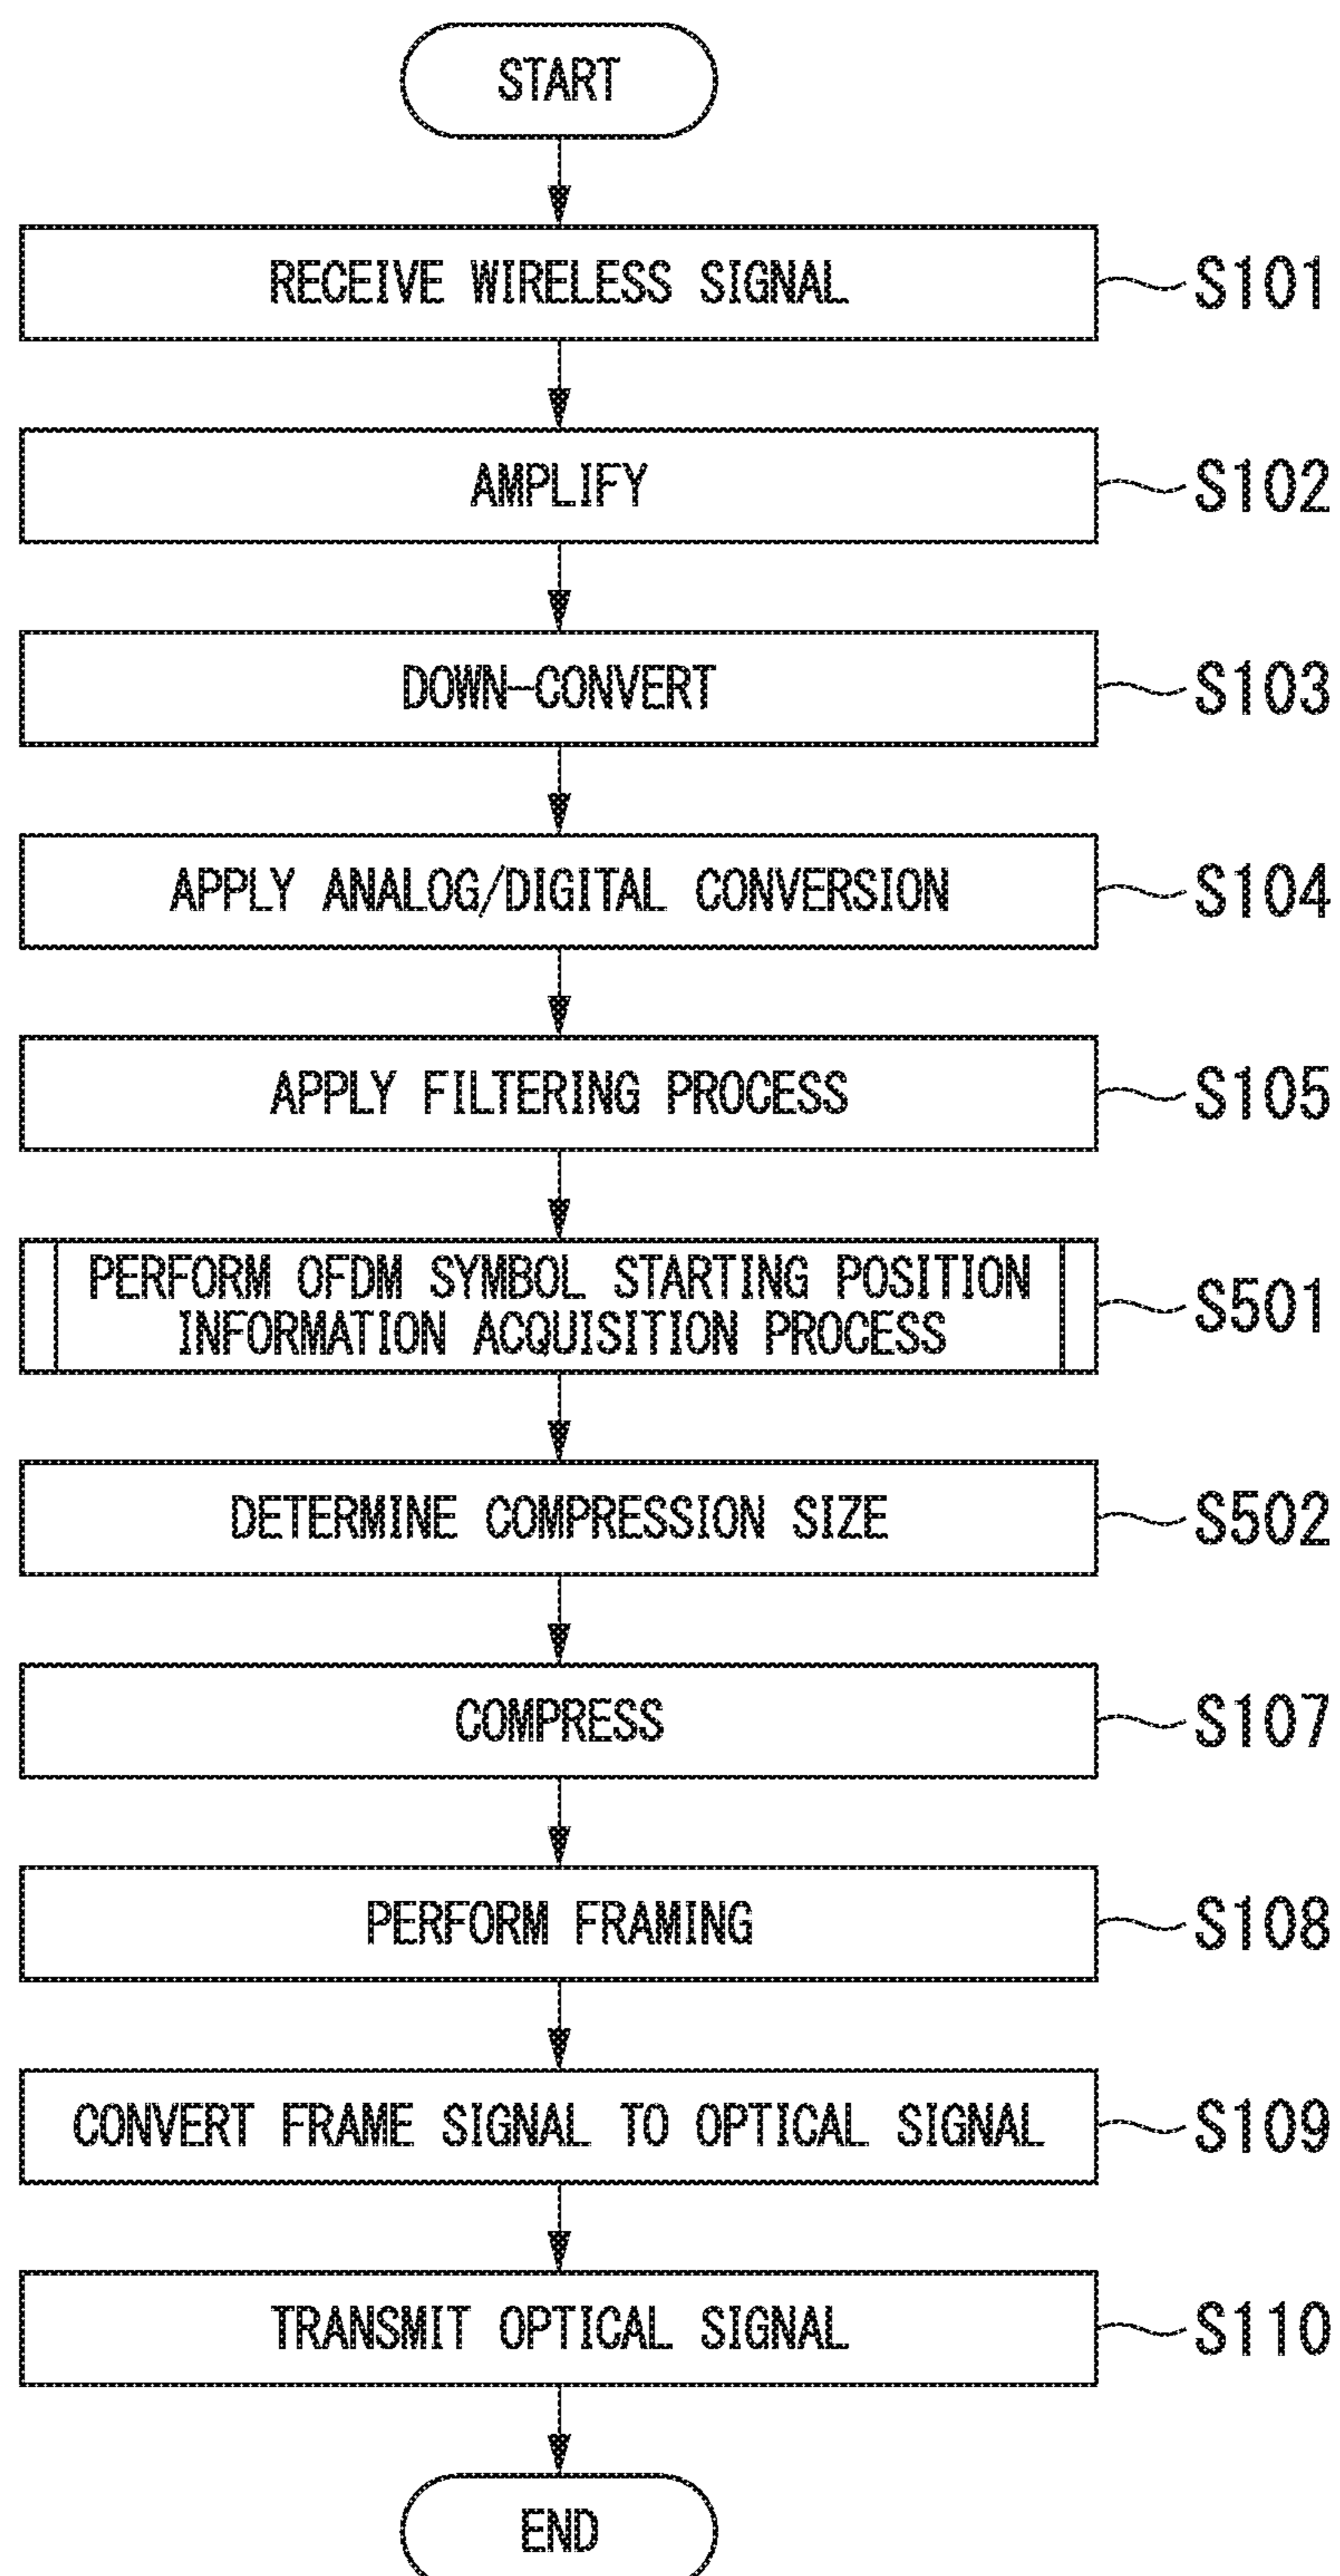 START
RECEIVE WIRELESS SIGNAL
S101
AMPLIFY
S102
DOWN-CONVERT
S103
APPLY ANALOG/DIGITAL CONVERSION
S104
APPLY FILTERING PROCESS
S105
PERFORM OFDM SYMBOL STARTING POSITION
INFORMATION ACQUISITION PROCESS
S501
DETERMINE COMPRESSION SIZE
S502
COMPRESS
S107
PERFORM FRAMING
S108
CONVERT FRAME SIGNAL TO OPTICAL SIGNAL
S109
TRANSMIT OPTICAL SIGNAL
S110
END